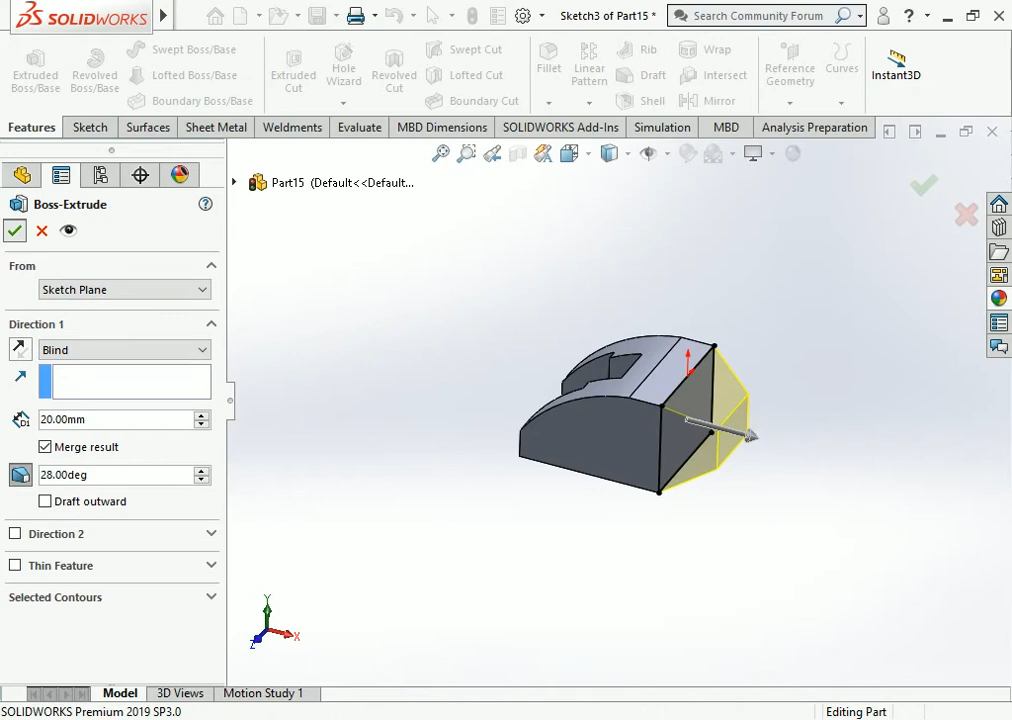 3S SOLIDWORKS
Sketch3 of Part15 *
Search Community Forum
?
Extruded Boss/Base
Revolved Boss/Base
Swept Boss/Base
Lofted Boss/Base
Boundary Boss/Base
Extruded Cut
Hole Wizard
Revolved Cut
Swept Cut
Lofted Cut
Boundary Cut
Fillet
Linear Pattern
Rib
Draft
Shell
Wrap
Intersect
Mirror
Reference Geometry
Curves
Instant3D
Features
Sketch
Surfaces
Sheet Metal
Weldments
Evaluate
MBD Dimensions
SOLIDWORKS Add-Ins
Simulation
MBD
Analysis Preparation
Part15 (Default<<Default...
Boss-Extrude
?
From
Sketch Plane
Direction 1
Blind
D1
20.00mm
Merge result
28.00deg
Draft outward
Direction 2
Thin Feature
Selected Contours
Y
X
Z
Model
3D Views
Motion Study 1
SOLIDWORKS Premium 2019 SP3.0
Editing Part